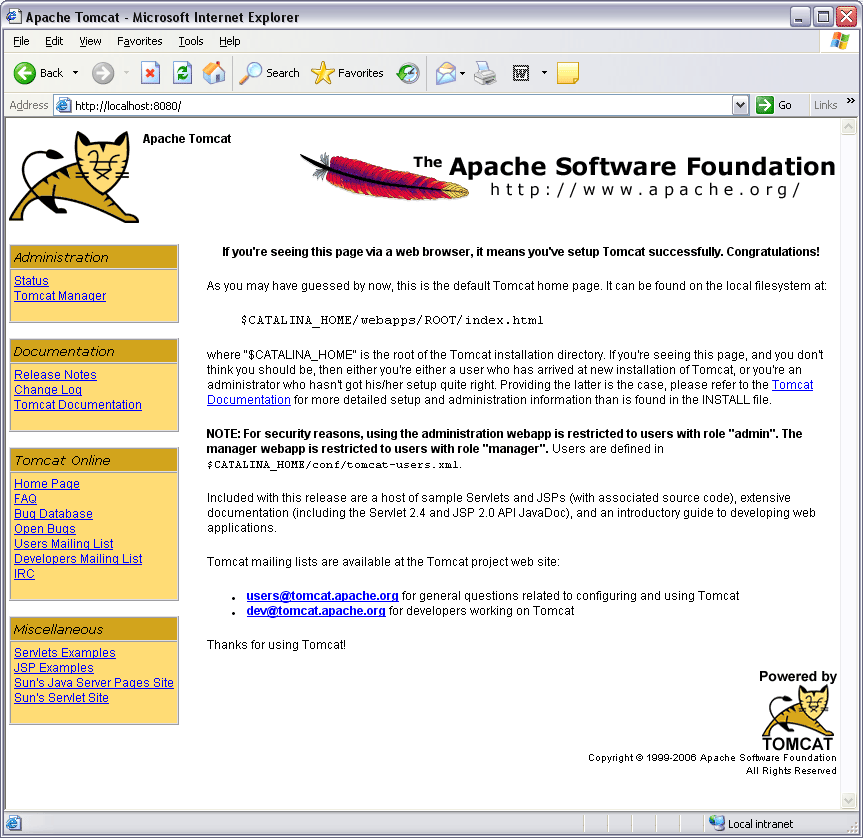 Apache Tomcat - Microsoft Internet Explorer
File Edit View Favorites Tools Help
Back Search Favorites
Address http://localhost:8080/ Go Links »
Apache Tomcat
The Apache Software Foundation
http://www.apache.org/
Administration
Status
Tomcat Manager
Documentation
Release Notes
Change Log
Tomcat Documentation
Tomcat Online
Home Page
FAQ
Bug Database
Open Bugs
Users Mailing List
Developers Mailing List
IRC
Miscellaneous
Servlets Examples
JSP Examples
Sun's Java Server Pages Site
Sun's Servlet Site
If you're seeing this page via a web browser, it means you've setup Tomcat successfully. Congratulations!
As you may have guessed by now, this is the default Tomcat home page. It can be found on the local filesystem at:
$CATALINA_HOME/webapps/ROOT/index.html
where "$CATALINA_HOME" is the root of the Tomcat installation directory. If you're seeing this page, and you don't
think you should be, then either you're either a user who has arrived at new installation of Tomcat, or you're an
administrator who hasn't got his/her setup quite right. Providing the latter is the case, please refer to the Tomcat
Documentation for more detailed setup and administration information than is found in the INSTALL file.
NOTE: For security reasons, using the administration webapp is restricted to users with role "admin". The
manager webapp is restricted to users with role "manager". Users are defined in
$CATALINA_HOME/conf/tomcat-users.xml.
Included with this release are a host of sample Servlets and JSPs (with associated source code), extensive
documentation (including the Servlet 2.4 and JSP 2.0 API JavaDoc), and an introductory guide to developing web
applications.
Tomcat mailing lists are available at the Tomcat project web site:
• users@tomcat.apache.org for general questions related to configuring and using Tomcat
• dev@tomcat.apache.org for developers working on Tomcat
Thanks for using Tomcat!
Powered by
TOMCAT
Copyright © 1999-2006 Apache Software Foundation
All Rights Reserved
Local intranet